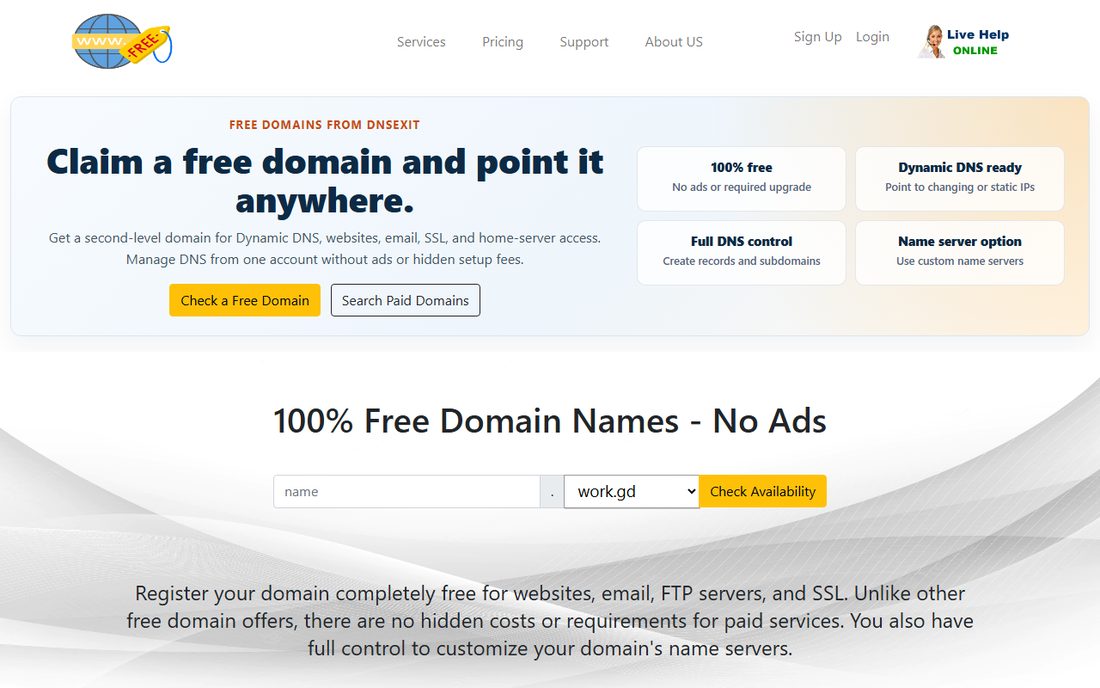 WWW. FREE
Services
Pricing
Support
About US
Sign Up
Login
Live Help
ONLINE
FREE DOMAINS FROM DNSEXIT
Claim a free domain and point it
anywhere.
Get a second-level domain for Dynamic DNS, websites, email, SSL, and home-server access.
Manage DNS from one account without ads or hidden setup fees.
Check a Free Domain
Search Paid Domains
100% free
No ads or required upgrade
Dynamic DNS ready
Point to changing or static IPs
Full DNS control
Create records and subdomains
Name server option
Use custom name servers
100% Free Domain Names - No Ads
name . work.gd Check Availability
Register your domain completely free for websites, email, FTP servers, and SSL. Unlike other
free domain offers, there are no hidden costs or requirements for paid services. You also have
full control to customize your domain's name servers.